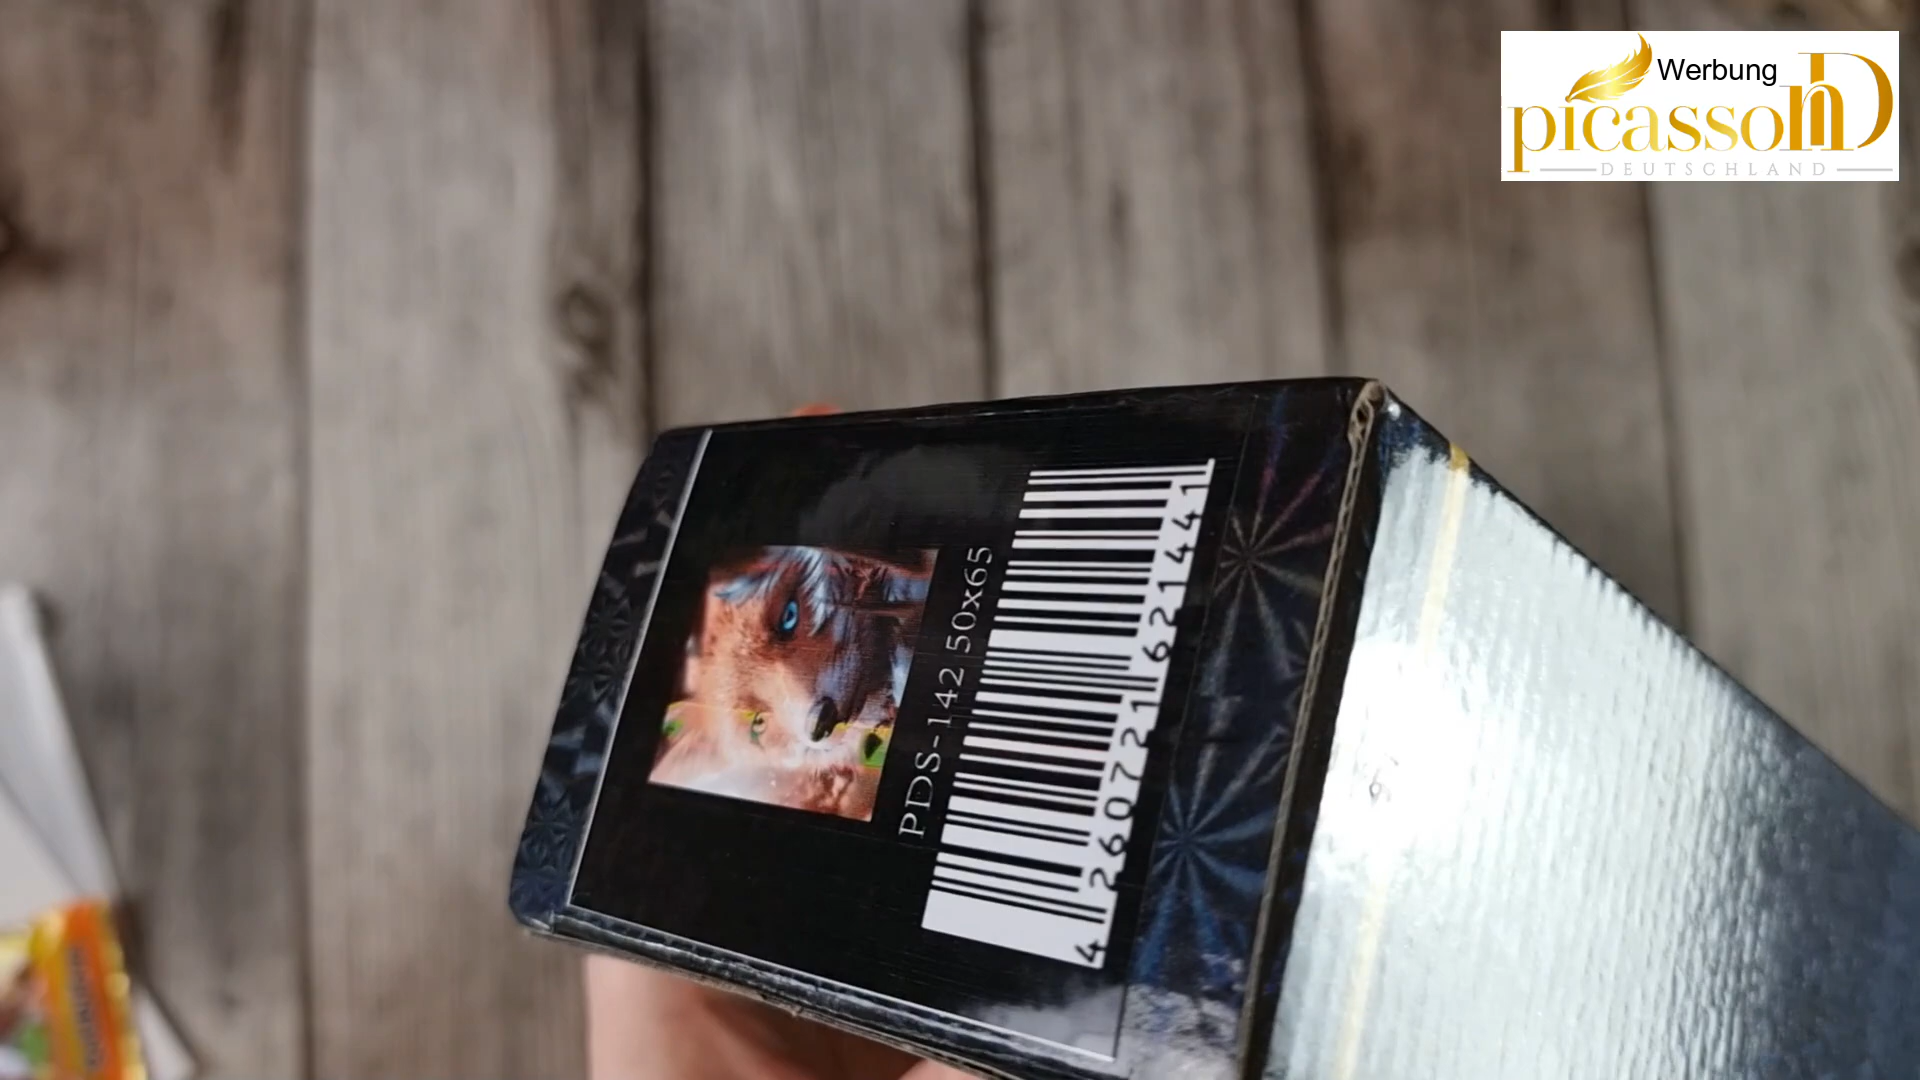 Werbung
picassohD
DEUTSCHLAND
PDS-142 50x65
4 260721 621441